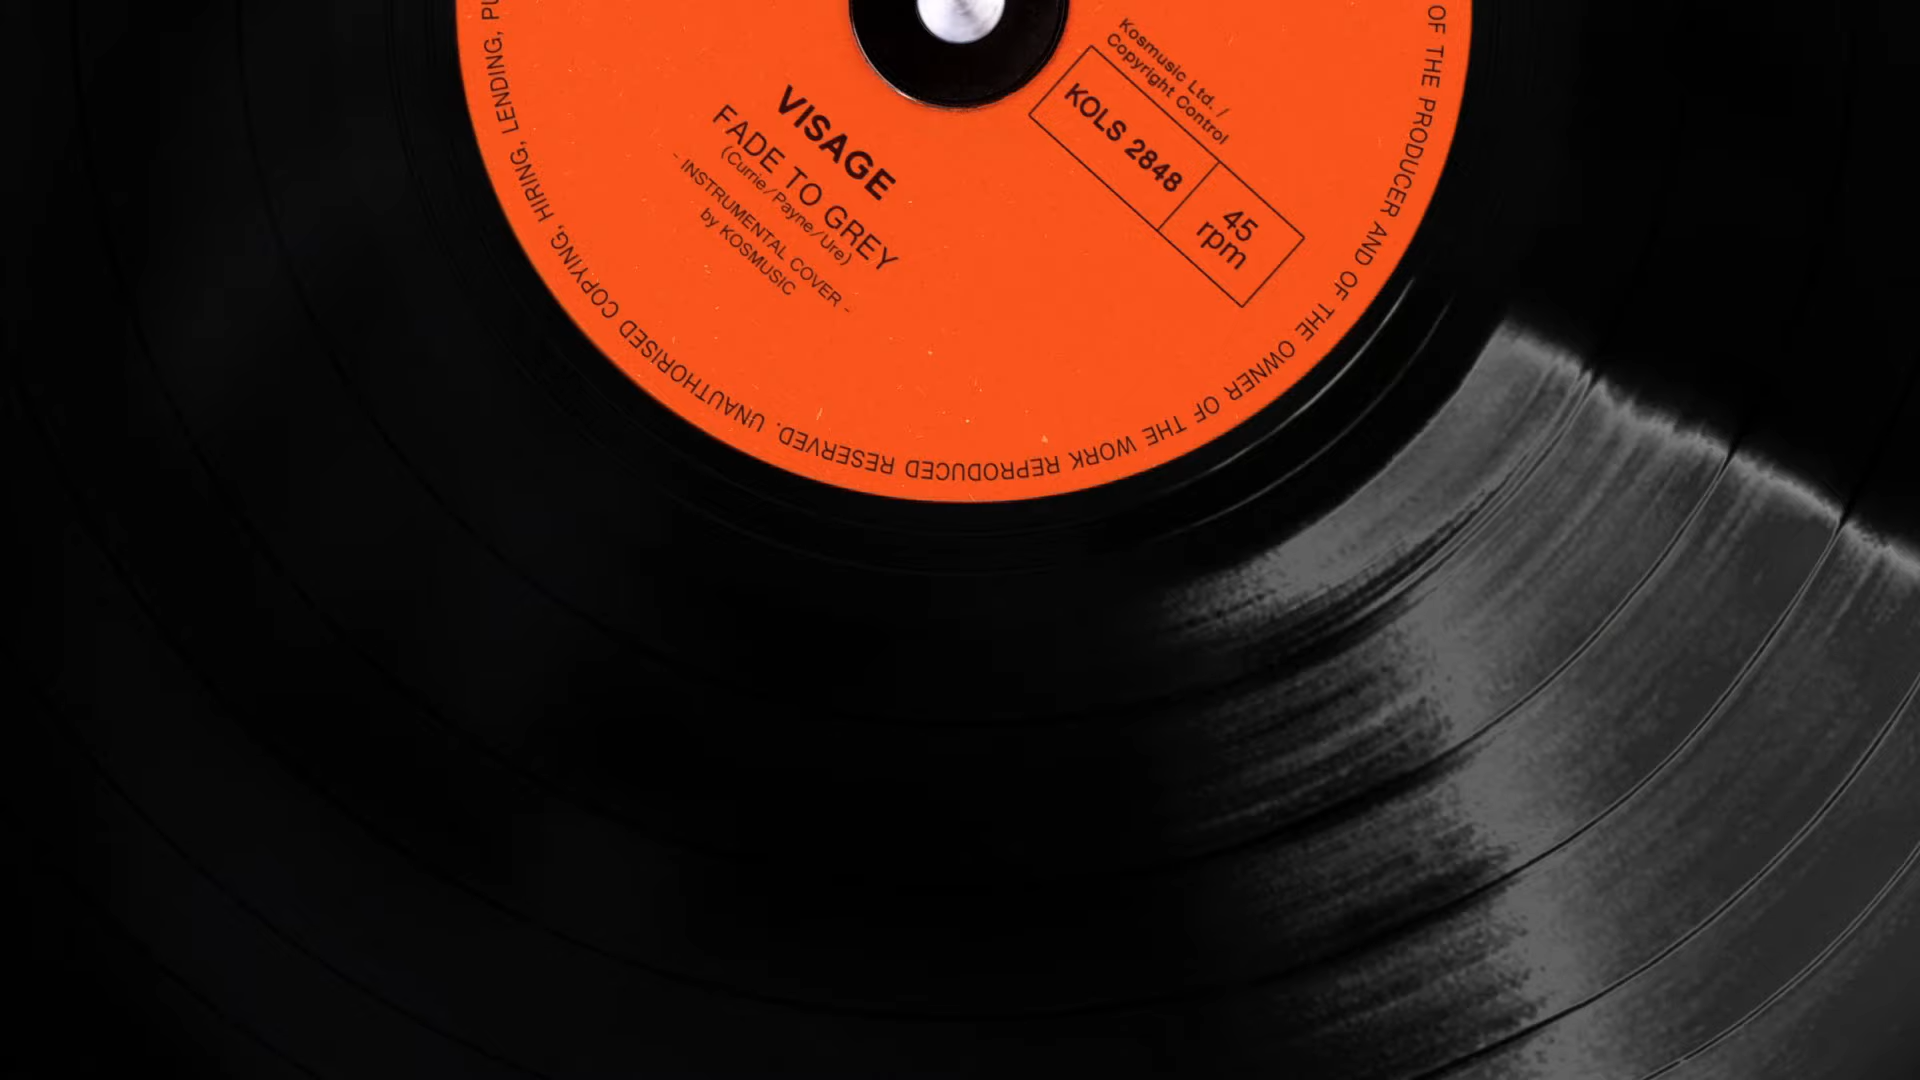 VISAGE
FADE TO GREY
(Currie/Payne/Ure)
- INSTRUMENTAL COVER -
by KOSMUSIC
Kosmusic Ltd. /
Copyright Control
KOLS 2848
45
rpm
OF THE PRODUCER AND OF THE OWNER OF THE WORK REPRODUCED RESERVED. UNAUTHORISED COPYING, HIRING, LENDING,